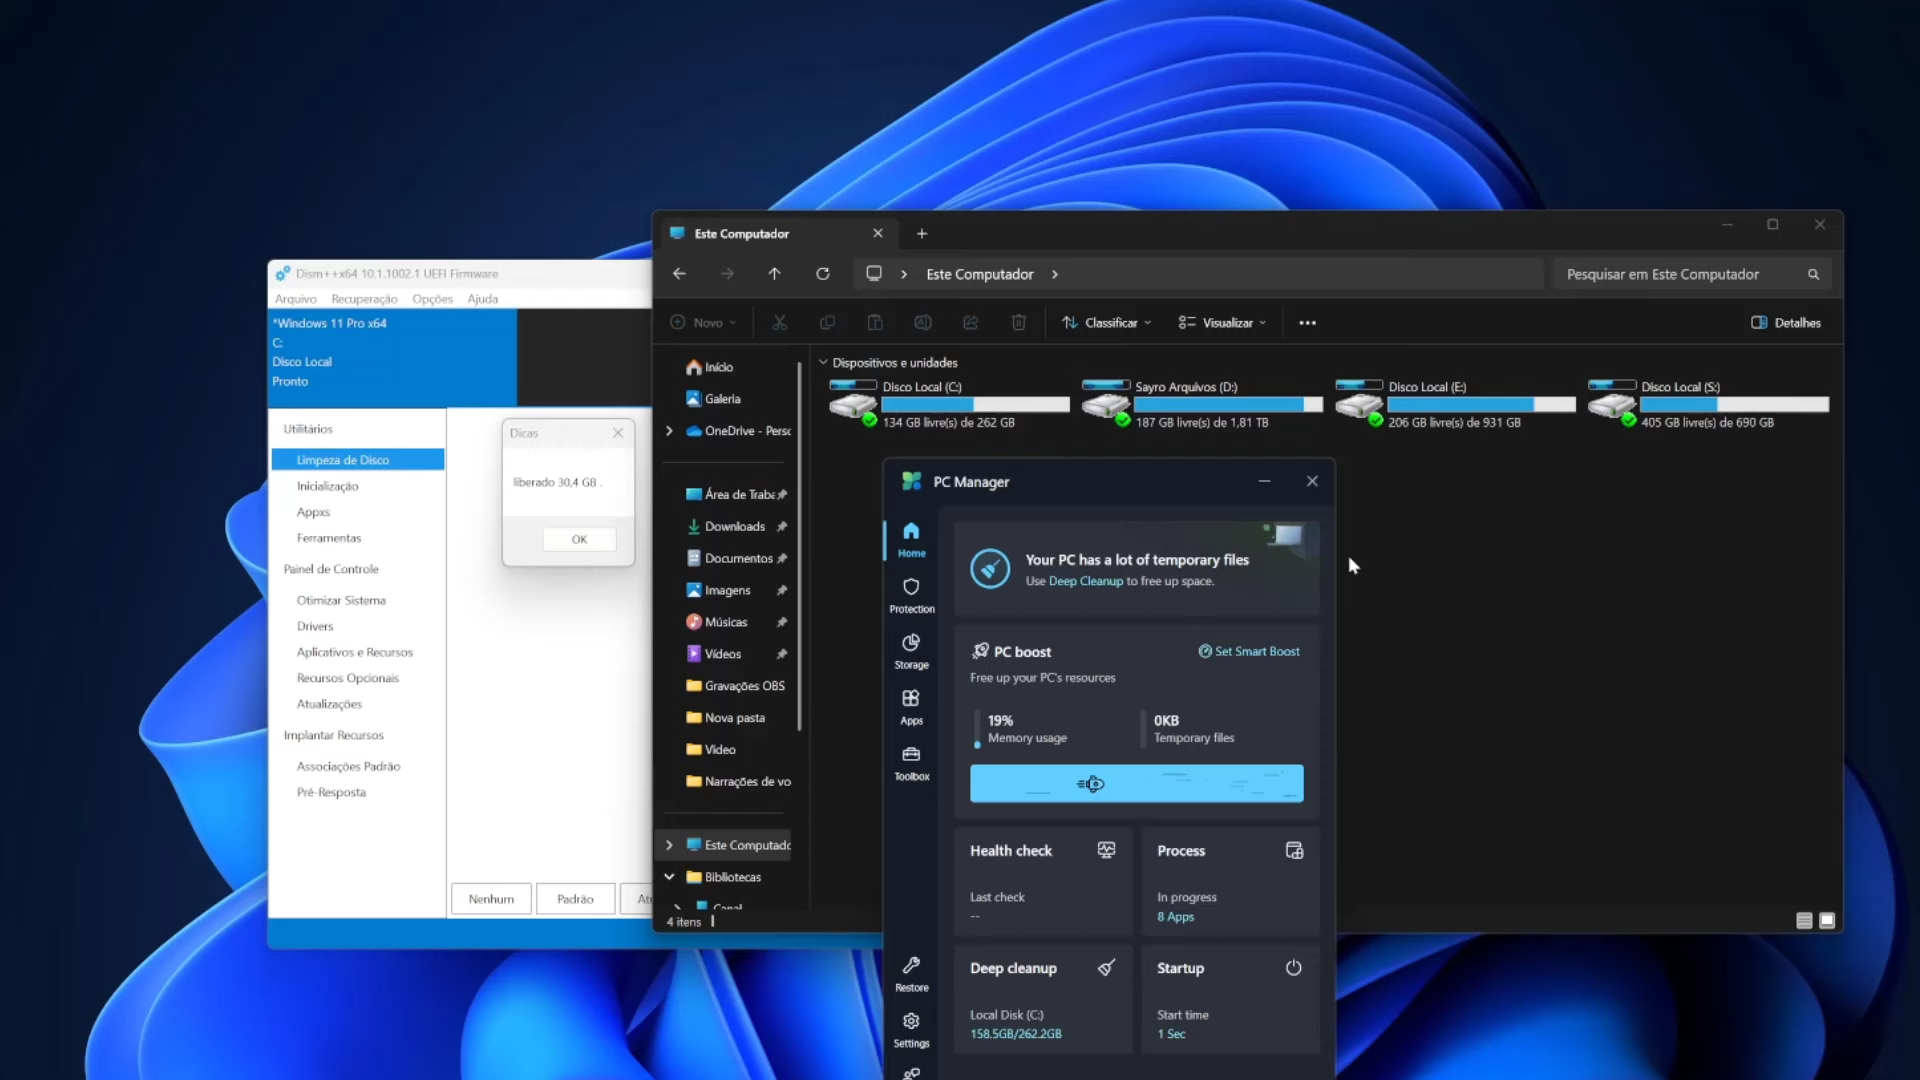 Dism++x64 10.1.1002.1 UEFI Firmware
Arquivo Recuperação Opções Ajuda
*Windows 11 Pro x64
C:
Disco Local
Pronto
Utilitários
Limpeza de Disco
Inicialização
Appxs
Ferramentas
Painel de Controle
Otimizar Sistema
Drivers
Aplicativos e Recursos
Recursos Opcionais
Atualizações
Implantar Recursos
Associações Padrão
Pré-Resposta
Dicas
liberado 30,4 GB .
OK
Nenhum Padrão
Este Computador
Este Computador
Pesquisar em Este Computador
Novo Classificar Visualizar Detalhes
Início
Galeria
OneDrive - Perso
Área de Traba
Downloads
Documentos
Imagens
Músicas
Vídeos
Gravações OBS
Nova pasta
Video
Narrações de vo
Este Computado
Bibliotecas
Canal
4 itens
Dispositivos e unidades
Disco Local (C:)
134 GB livre(s) de 262 GB
Sayro Arquivos (D:)
187 GB livre(s) de 1,81 TB
Disco Local (E:)
206 GB livre(s) de 931 GB
Disco Local (S:)
405 GB livre(s) de 690 GB
PC Manager
Home
Protection
Storage
Apps
Toolbox
Restore
Settings
Your PC has a lot of temporary files
Use Deep Cleanup to free up space.
PC boost
Set Smart Boost
Free up your PC's resources
19%
Memory usage
0KB
Temporary files
Health check
Last check
--
Process
In progress
8 Apps
Deep cleanup
Local Disk (C:)
158.5GB/262.2GB
Startup
Start time
1 Sec